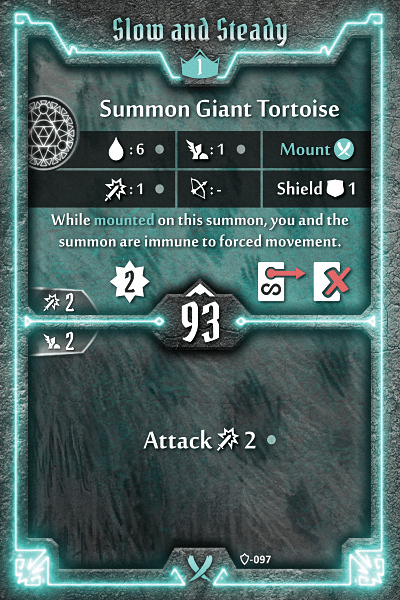 Slow and Steady
1
Summon Giant Tortoise
: 6 : 1 Mount
: 1 : - Shield 1
While mounted on this summon, you and the
summon are immune to forced movement.
2
2
93
2
Attack 2
-097